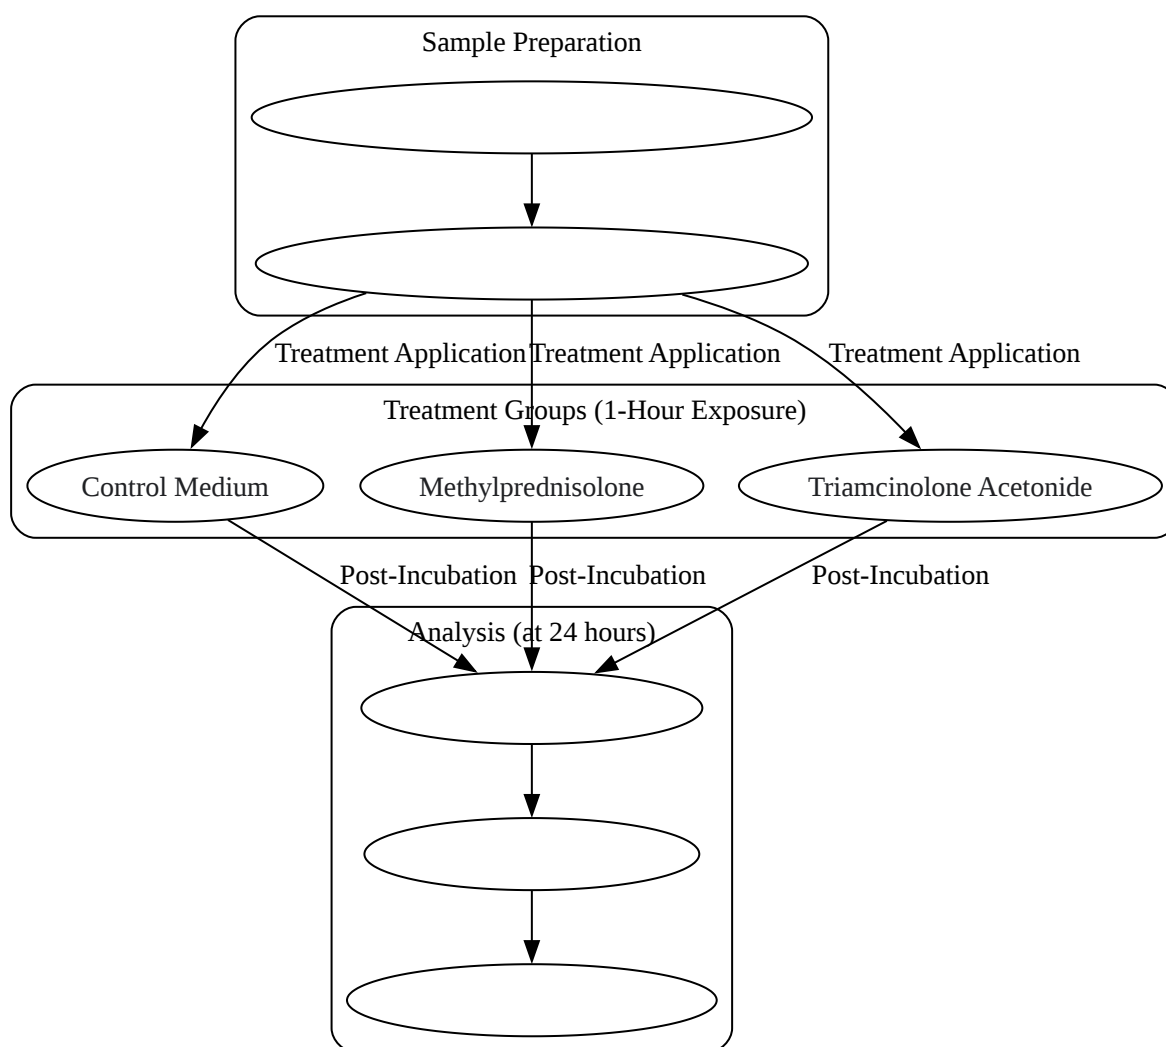 Sample Preparation
Treatment Application Treatment Application Treatment Application
Treatment Groups (1-Hour Exposure)
Control Medium Methylprednisolone Triamcinolone Acetonide
Post-Incubation Post-Incubation Post-Incubation
Analysis (at 24 hours)